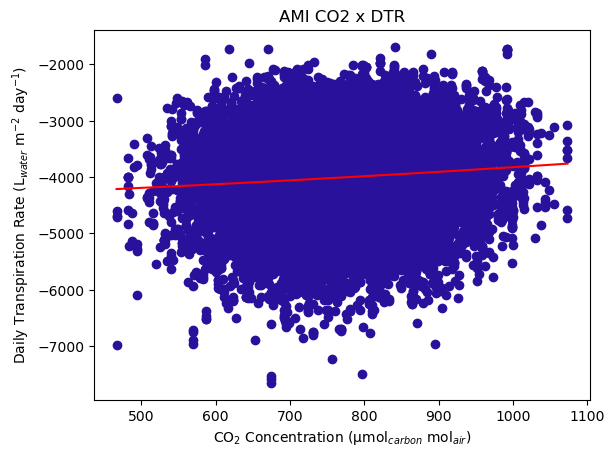 AMI CO2 x DTR
Daily Transpiration Rate (L$_{water}$ m$^{-2}$ day$^{-1}$)
−2000
−3000
−4000
−5000
−6000
−7000
500 600 700 800 900 1000 1100
CO$_2$ Concentration (μmol$_{carbon}$ mol$_{air}$)